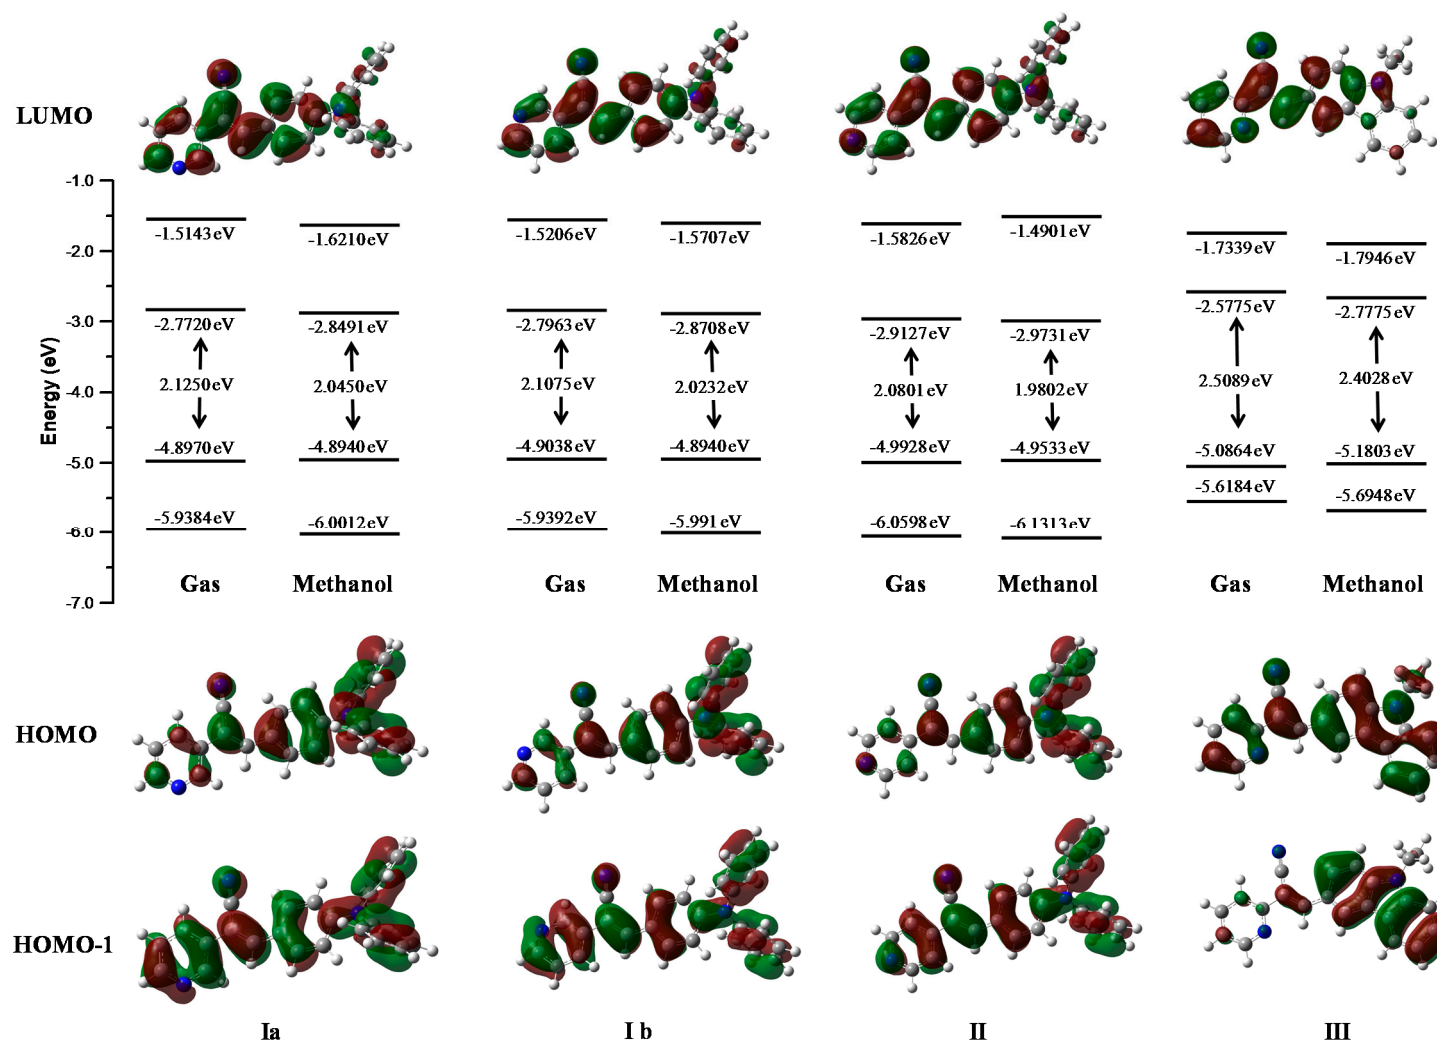 LUMO
-1.0
-1.5143eV -1.6210eV -1.5206eV -1.5707eV -1.5826eV -1.4901eV -1.7339eV -1.7946eV
-2.0
-2.7720eV -2.8491eV -2.7963eV -2.8708eV -2.9127eV -2.9731eV -2.5775eV -2.7775eV
-3.0
2.1250eV 2.0450eV 2.1075eV 2.0232eV 2.0801eV 1.9802eV 2.5089eV 2.4028eV
-4.0
Energy (eV)
-4.8970eV -4.8940eV -4.9038eV -4.8940eV -4.9928eV -4.9533eV -5.0864eV -5.1803eV
-5.0
-5.9384eV -6.0012eV -5.9392eV -5.991eV -6.0598eV -6.1313eV -5.6184eV -5.6948eV
-6.0
Gas Methanol Gas Methanol Gas Methanol Gas Methanol
-7.0
HOMO
HOMO-1
Ia I b II III